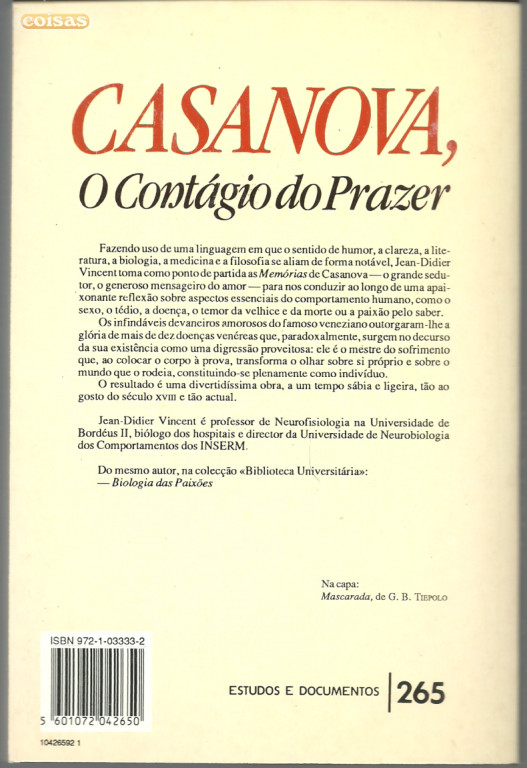 coisas
CASANOVA,
O Contágio do Prazer
Fazendo uso de uma linguagem em que o sentido de humor, a clareza, a lite-
ratura, a biologia, a medicina e a filosofia se aliam de forma notável, Jean-Didier
Vincent toma como ponto de partida as Memórias de Casanova — o grande sedu-
tor, o generoso mensageiro do amor — para nos conduzir ao longo de uma apai-
xonante reflexão sobre aspectos essenciais do comportamento humano, como o
sexo, o tédio, a doença, o temor da velhice e da morte ou a paixão pelo saber.
Os infindáveis devaneiros amorosos do famoso veneziano outorgaram-lhe a
glória de mais de dez doenças venéreas que, paradoxalmente, surgem no decurso
da sua existência como uma digressão proveitosa: ele é o mestre do sofrimento
que, ao colocar o corpo à prova, transforma o olhar sobre si próprio e sobre o
mundo que o rodeia, constituindo-se plenamente como indivíduo.
O resultado é uma divertidíssima obra, a um tempo sábia e ligeira, tão ao
gosto do século XVIII e tão actual.
Jean-Didier Vincent é professor de Neurofisiologia na Universidade de
Bordéus II, biólogo dos hospitais e director da Universidade de Neurobiologia
dos Comportamentos dos INSERM.
Do mesmo autor, na colecção «Biblioteca Universitária»:
— Biologia das Paixões
Na capa:
Mascarada, de G. B. TIEPOLO
ISBN 972-1-03333-2
5 601072 042650
10426592 1
ESTUDOS E DOCUMENTOS | 265